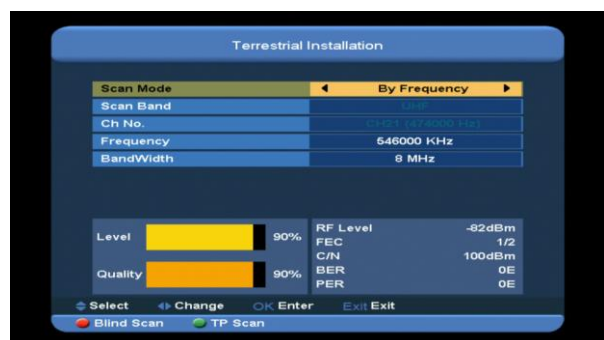 Terrestrial Installation
Scan Mode By Frequency
Scan Band UHF
Ch No. CH21 (474000 Hz)
Frequency 546000 KHz
BandWidth 8 MHz
Level 90%
Quality 90%
RF Level -82dBm
FEC 1/2
C/N 100dBm
BER 0E
PER 0E
Select Change OK Enter Exit Exit
Blind Scan TP Scan